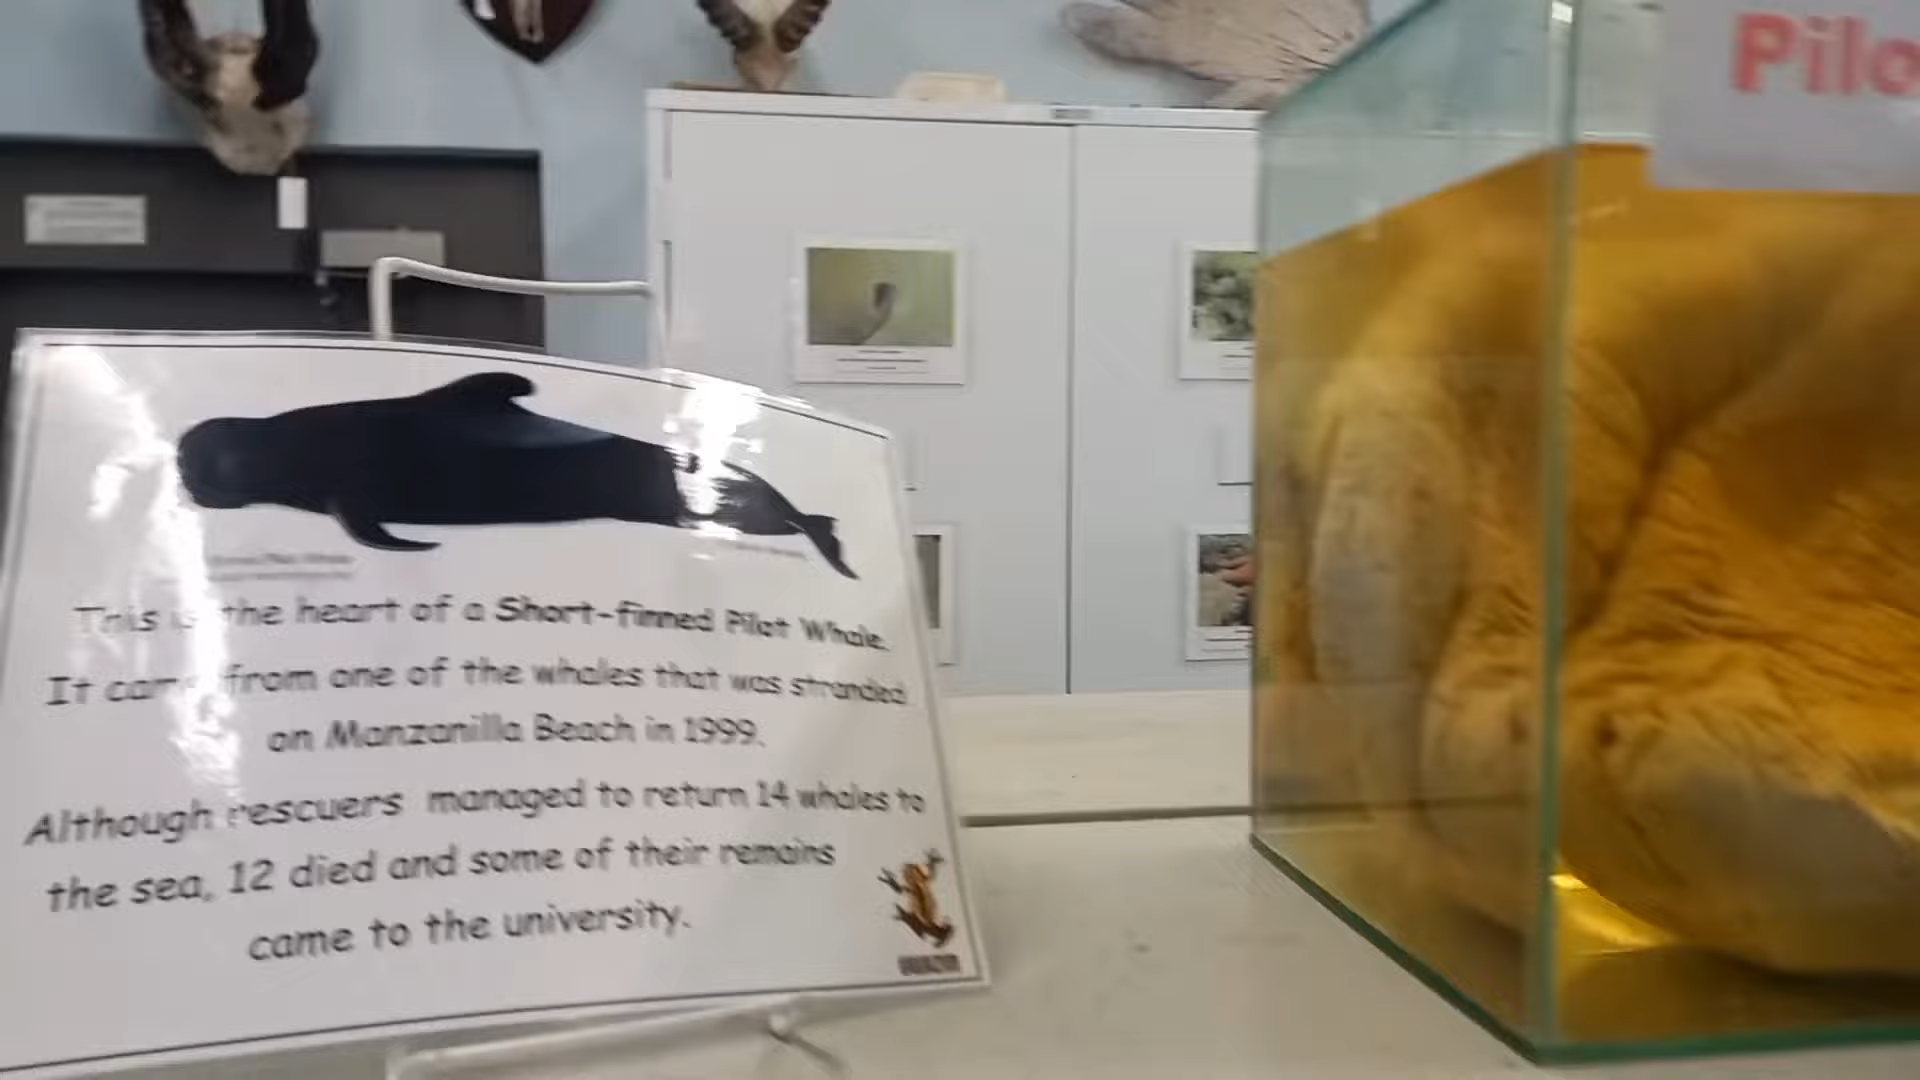 Pilo
This is the heart of a Short-finned Pilot Whale.
It came from one of the whales that was stranded
on Manzanilla Beach in 1999.
Although rescuers managed to return 14 whales to
the sea, 12 died and some of their remains
came to the university.